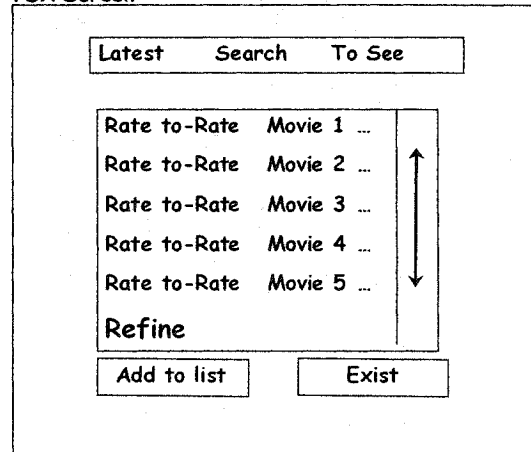 Latest Search To See
Rate to-Rate Movie 1 ...
Rate to-Rate Movie 2 ...
Rate to-Rate Movie 3 ...
Rate to-Rate Movie 4 ...
Rate to-Rate Movie 5 ...
Refine
Add to list Exist